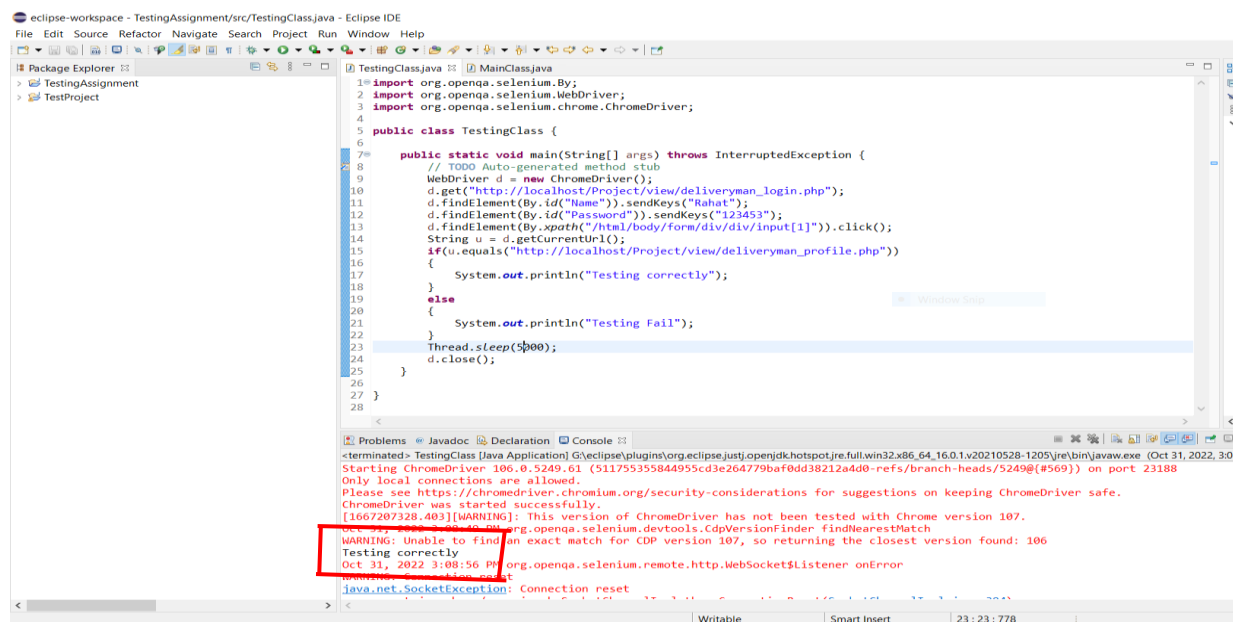 eclipse-workspace - TestingAssignment/src/TestingClass.java - Eclipse IDE
File Edit Source Refactor Navigate Search Project Run Window Help
Package Explorer
TestingAssignment
TestProject
TestingClass.java MainClass.java
1 import org.openqa.selenium.By;
2 import org.openqa.selenium.WebDriver;
3 import org.openqa.selenium.chrome.ChromeDriver;
4
5 public class TestingClass {
6
7 public static void main(String[] args) throws InterruptedException {
8 // TODO Auto-generated method stub
9 WebDriver d = new ChromeDriver();
10 d.get("http://localhost/Project/view/deliveryman_login.php");
11 d.findElement(By.id("Name")).sendKeys("Rahat");
12 d.findElement(By.id("Password")).sendKeys("123453");
13 d.findElement(By.xpath("/html/body/form/div/div/input[1]")).click();
14 String u = d.getCurrentUrl();
15 if(u.equals("http://localhost/Project/view/deliveryman_profile.php"))
16 {
17 System.out.println("Testing correctly");
18 }
19 else
20 {
21 System.out.println("Testing Fail");
22 }
23 Thread.sleep(5000);
24 d.close();
25 }
26
27 }
28
Window Snip
Problems Javadoc Declaration Console
<terminated> TestingClass [Java Application] G:\eclipse\plugins\org.eclipse.justj.openjdk.hotspot.jre.full.win32.x86_64_16.0.1.v20210528-1205\jre\bin\javaw.exe (Oct 31, 2022, 3:0
Starting ChromeDriver 106.0.5249.61 (511755355844955cd3e264779baf0dd38212a4d0-refs/branch-heads/5249@{#569}) on port 23188
Only local connections are allowed.
Please see https://chromedriver.chromium.org/security-considerations for suggestions on keeping ChromeDriver safe.
ChromeDriver was started successfully.
[1667207328.403][WARNING]: This version of ChromeDriver has not been tested with Chrome version 107.
Oct 31, 2022 PM org.openqa.selenium.devtools.CdpVersionFinder findNearestMatch
WARNING: Unable to find an exact match for CDP version 107, so returning the closest version found: 106
Testing correctly
Oct 31, 2022 3:08:56 PM org.openqa.selenium.remote.http.WebSocket$Listener onError
WARNING: Connection reset
java.net.SocketException: Connection reset
Writable Smart Insert 23 : 23 : 778